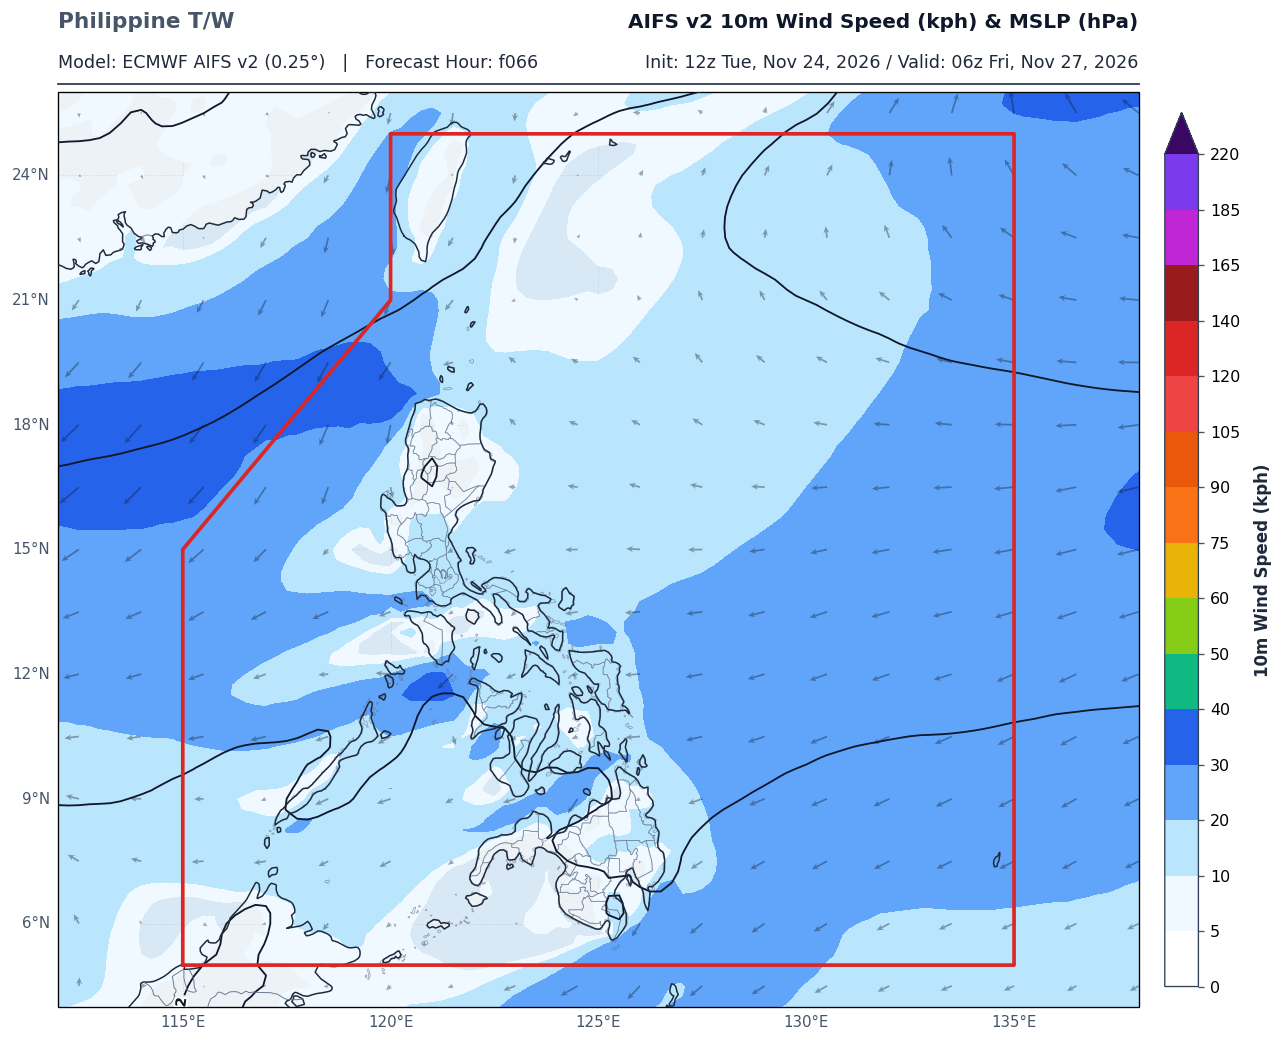 Philippine T/W
AIFS v2 10m Wind Speed (kph) & MSLP (hPa)
Model: ECMWF AIFS v2 (0.25°)   |   Forecast Hour: f066
Init: 12z Tue, Nov 24, 2026 / Valid: 06z Fri, Nov 27, 2026
24°N
21°N
18°N
15°N
12°N
9°N
6°N
115°E
120°E
125°E
130°E
135°E
2
220
185
165
140
120
105
90
75
60
50
40
30
20
10
5
0
10m Wind Speed (kph)